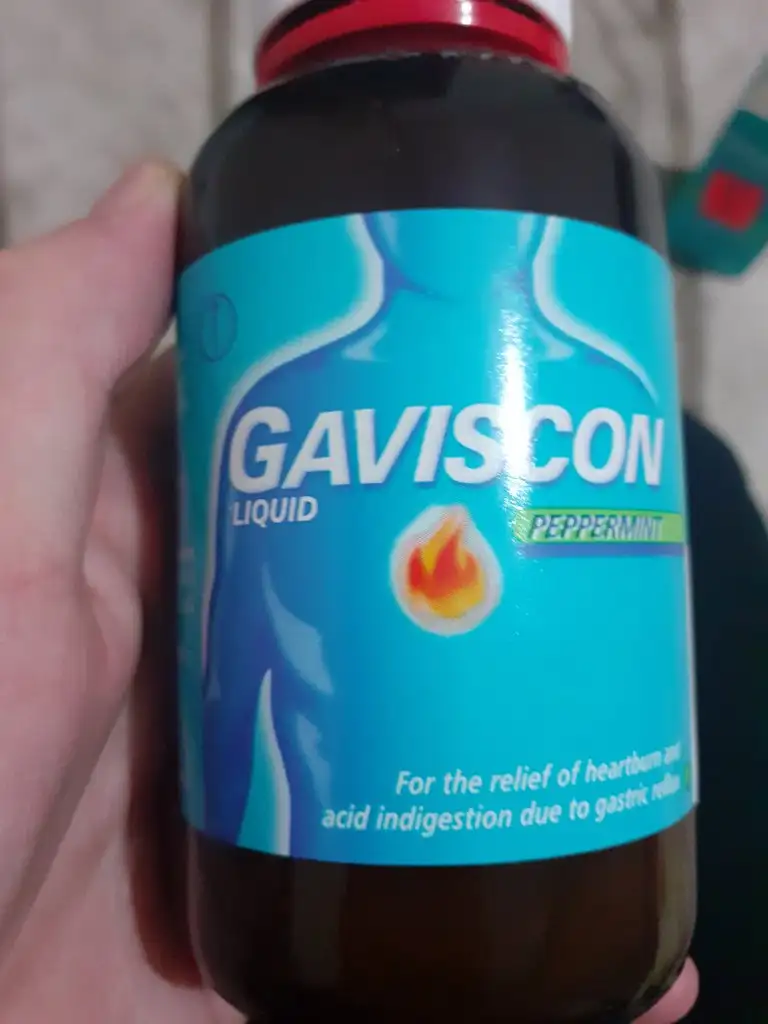 GAVISCON
LIQUID
PEPPERMINT
For the relief of heartburn and
acid indigestion due to gastric reflux